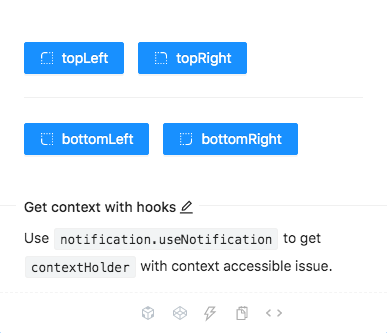 topLeft topRight
bottomLeft bottomRight
Get context with hooks
Use notification.useNotification to get
contextHolder with context accessible issue.